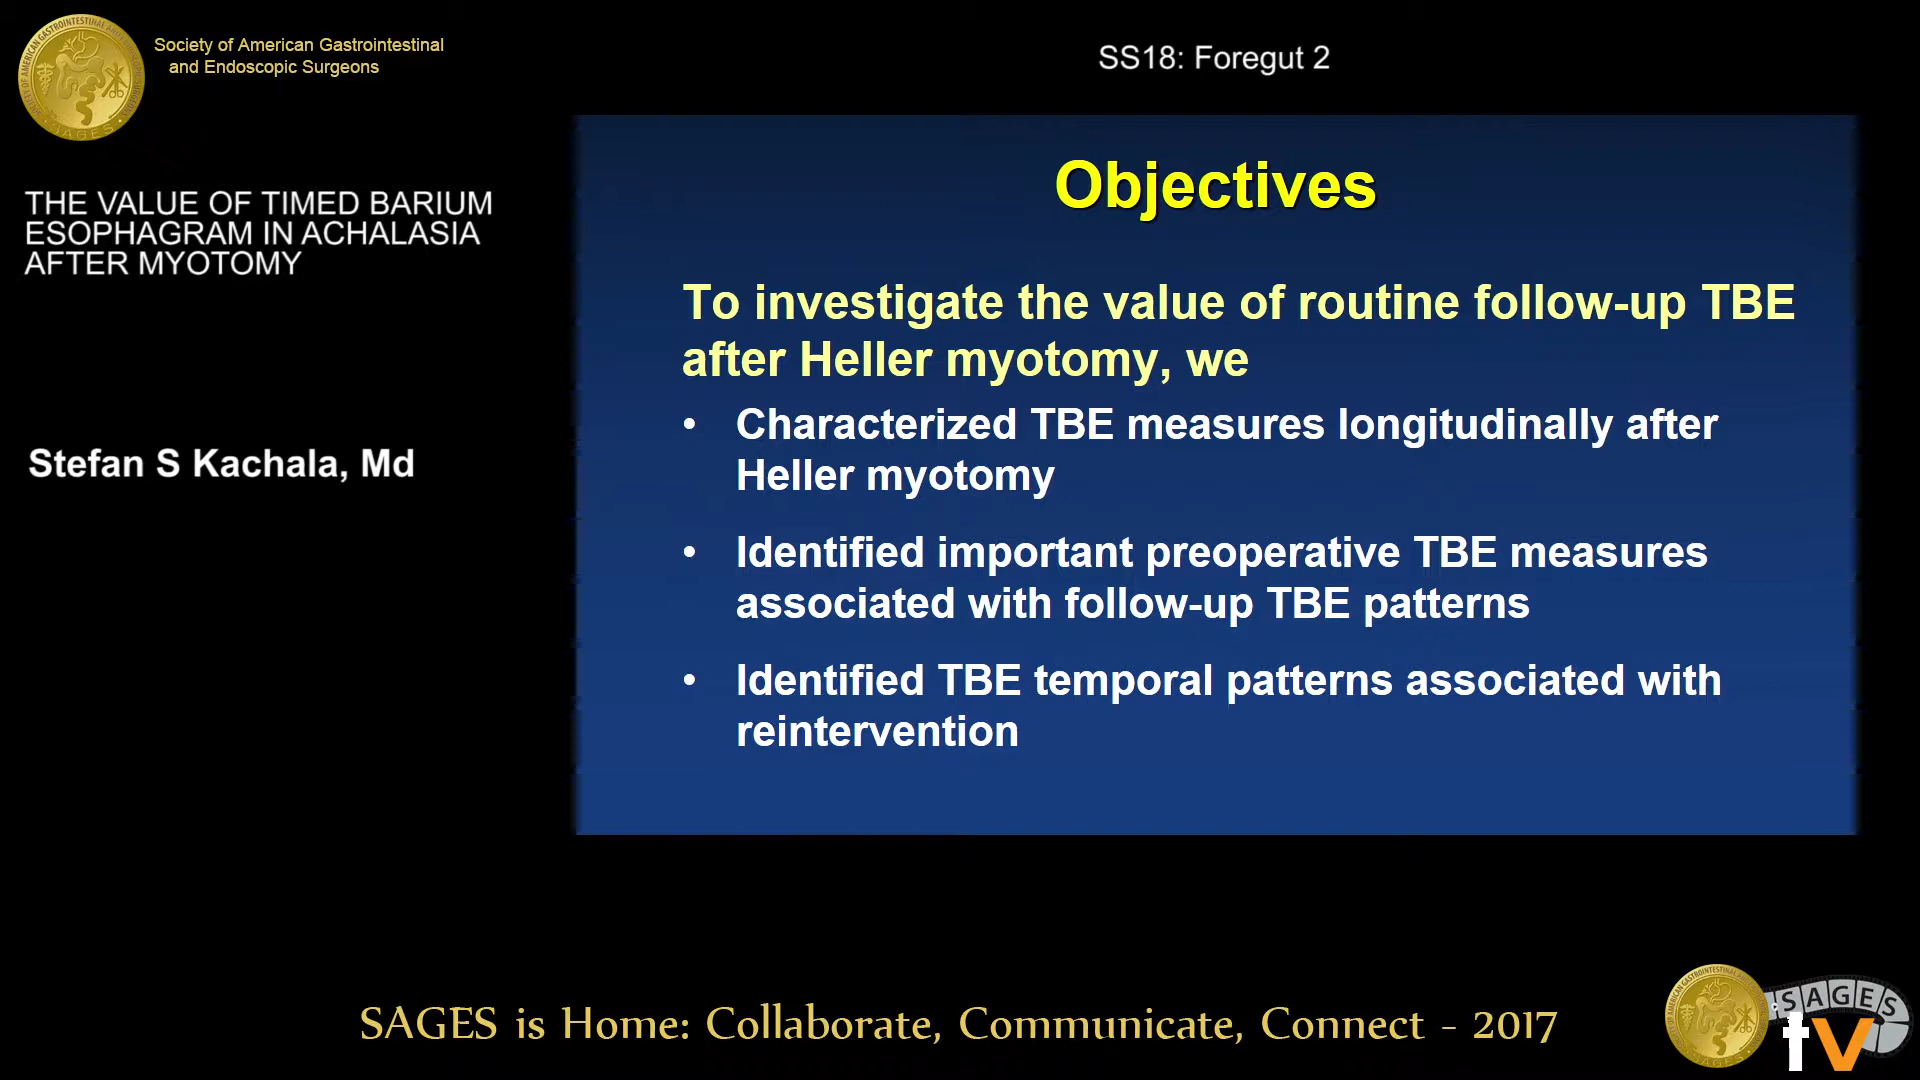 Society of American Gastrointestinal
and Endoscopic Surgeons
SS18: Foregut 2
THE VALUE OF TIMED BARIUM
ESOPHAGRAM IN ACHALASIA
AFTER MYOTOMY
Stefan S Kachala, Md
Objectives
To investigate the value of routine follow-up TBE
after Heller myotomy, we
• Characterized TBE measures longitudinally after
Heller myotomy
• Identified important preoperative TBE measures
associated with follow-up TBE patterns
• Identified TBE temporal patterns associated with
reintervention
SAGES is Home: Collaborate, Communicate, Connect - 2017
SAGES
tv